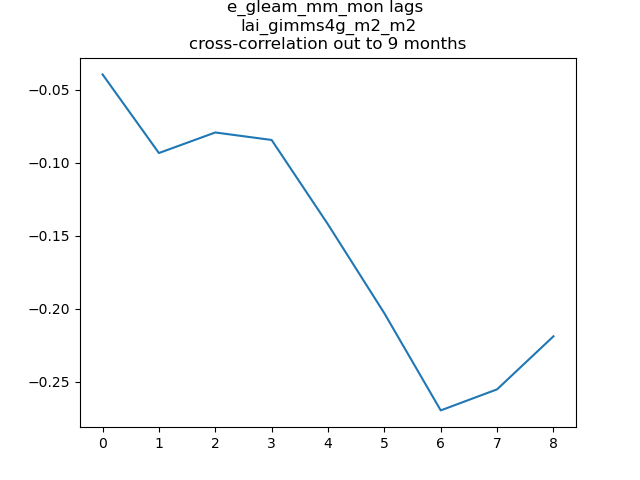 e_gleam_mm_mon lags
lai_gimms4g_m2_m2
cross-correlation out to 9 months
−0.05
−0.10
−0.15
−0.20
−0.25
0 1 2 3 4 5 6 7 8